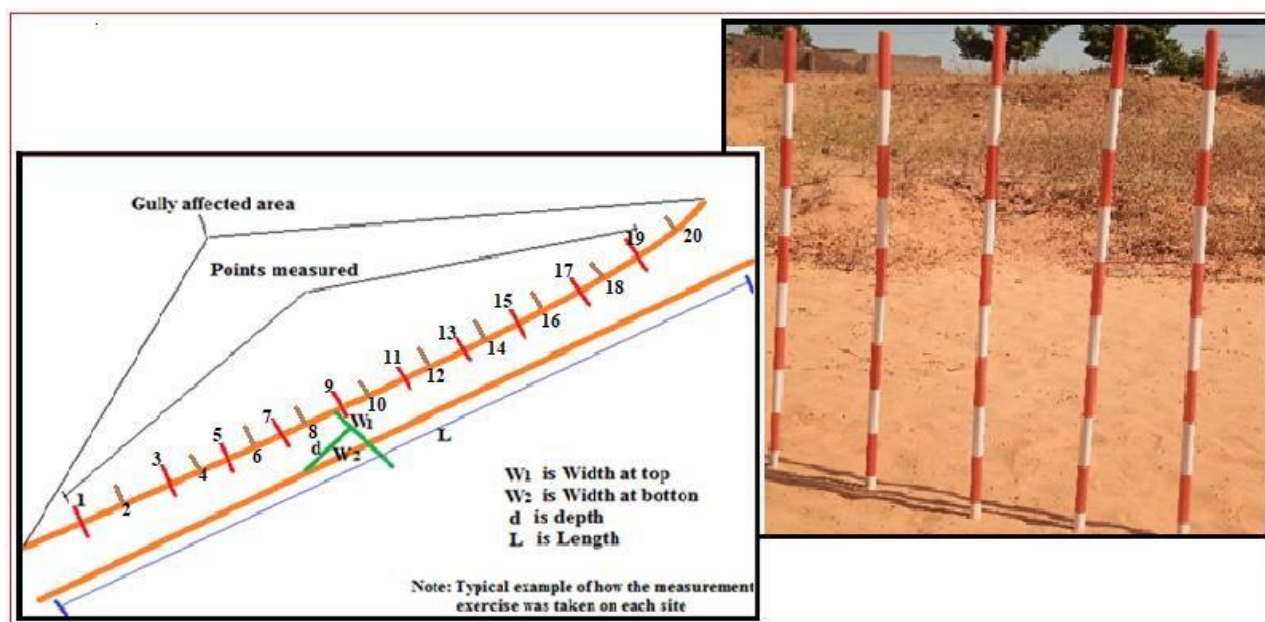 Gully affected area
Points measured
1
2
3
4
5
6
7
8
9
10
11
12
13
14
15
16
17
18
19
20
W1
d
W2
L
W1 is Width at top
W2 is Width at botton
d is depth
L is Length
Note: Typical example of how the measurement
exercise was taken on each site